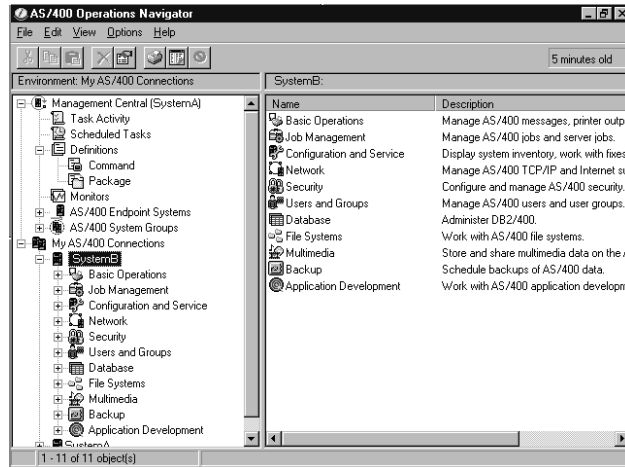 AS/400 Operations Navigator
File Edit View Options Help
5 minutes old
Environment: My AS/400 Connections
SystemB:
Management Central (SystemA)
Task Activity
Scheduled Tasks
Definitions
Command
Package
Monitors
AS/400 Endpoint Systems
AS/400 System Groups
My AS/400 Connections
SystemB
Basic Operations
Job Management
Configuration and Service
Network
Security
Users and Groups
Database
File Systems
Multimedia
Backup
Application Development
SystemA
Name Description
Basic Operations Manage AS/400 messages, printer outp
Job Management Manage AS/400 jobs and server jobs.
Configuration and Service Display system inventory, work with fixes
Network Manage AS/400 TCP/IP and Internet su
Security Configure and manage AS/400 security.
Users and Groups Manage AS/400 users and user groups.
Database Administer DB2/400.
File Systems Work with AS/400 file systems.
Multimedia Store and share multimedia data on the
Backup Schedule backups of AS/400 data.
Application Development Work with AS/400 application developm
1 - 11 of 11 object(s)